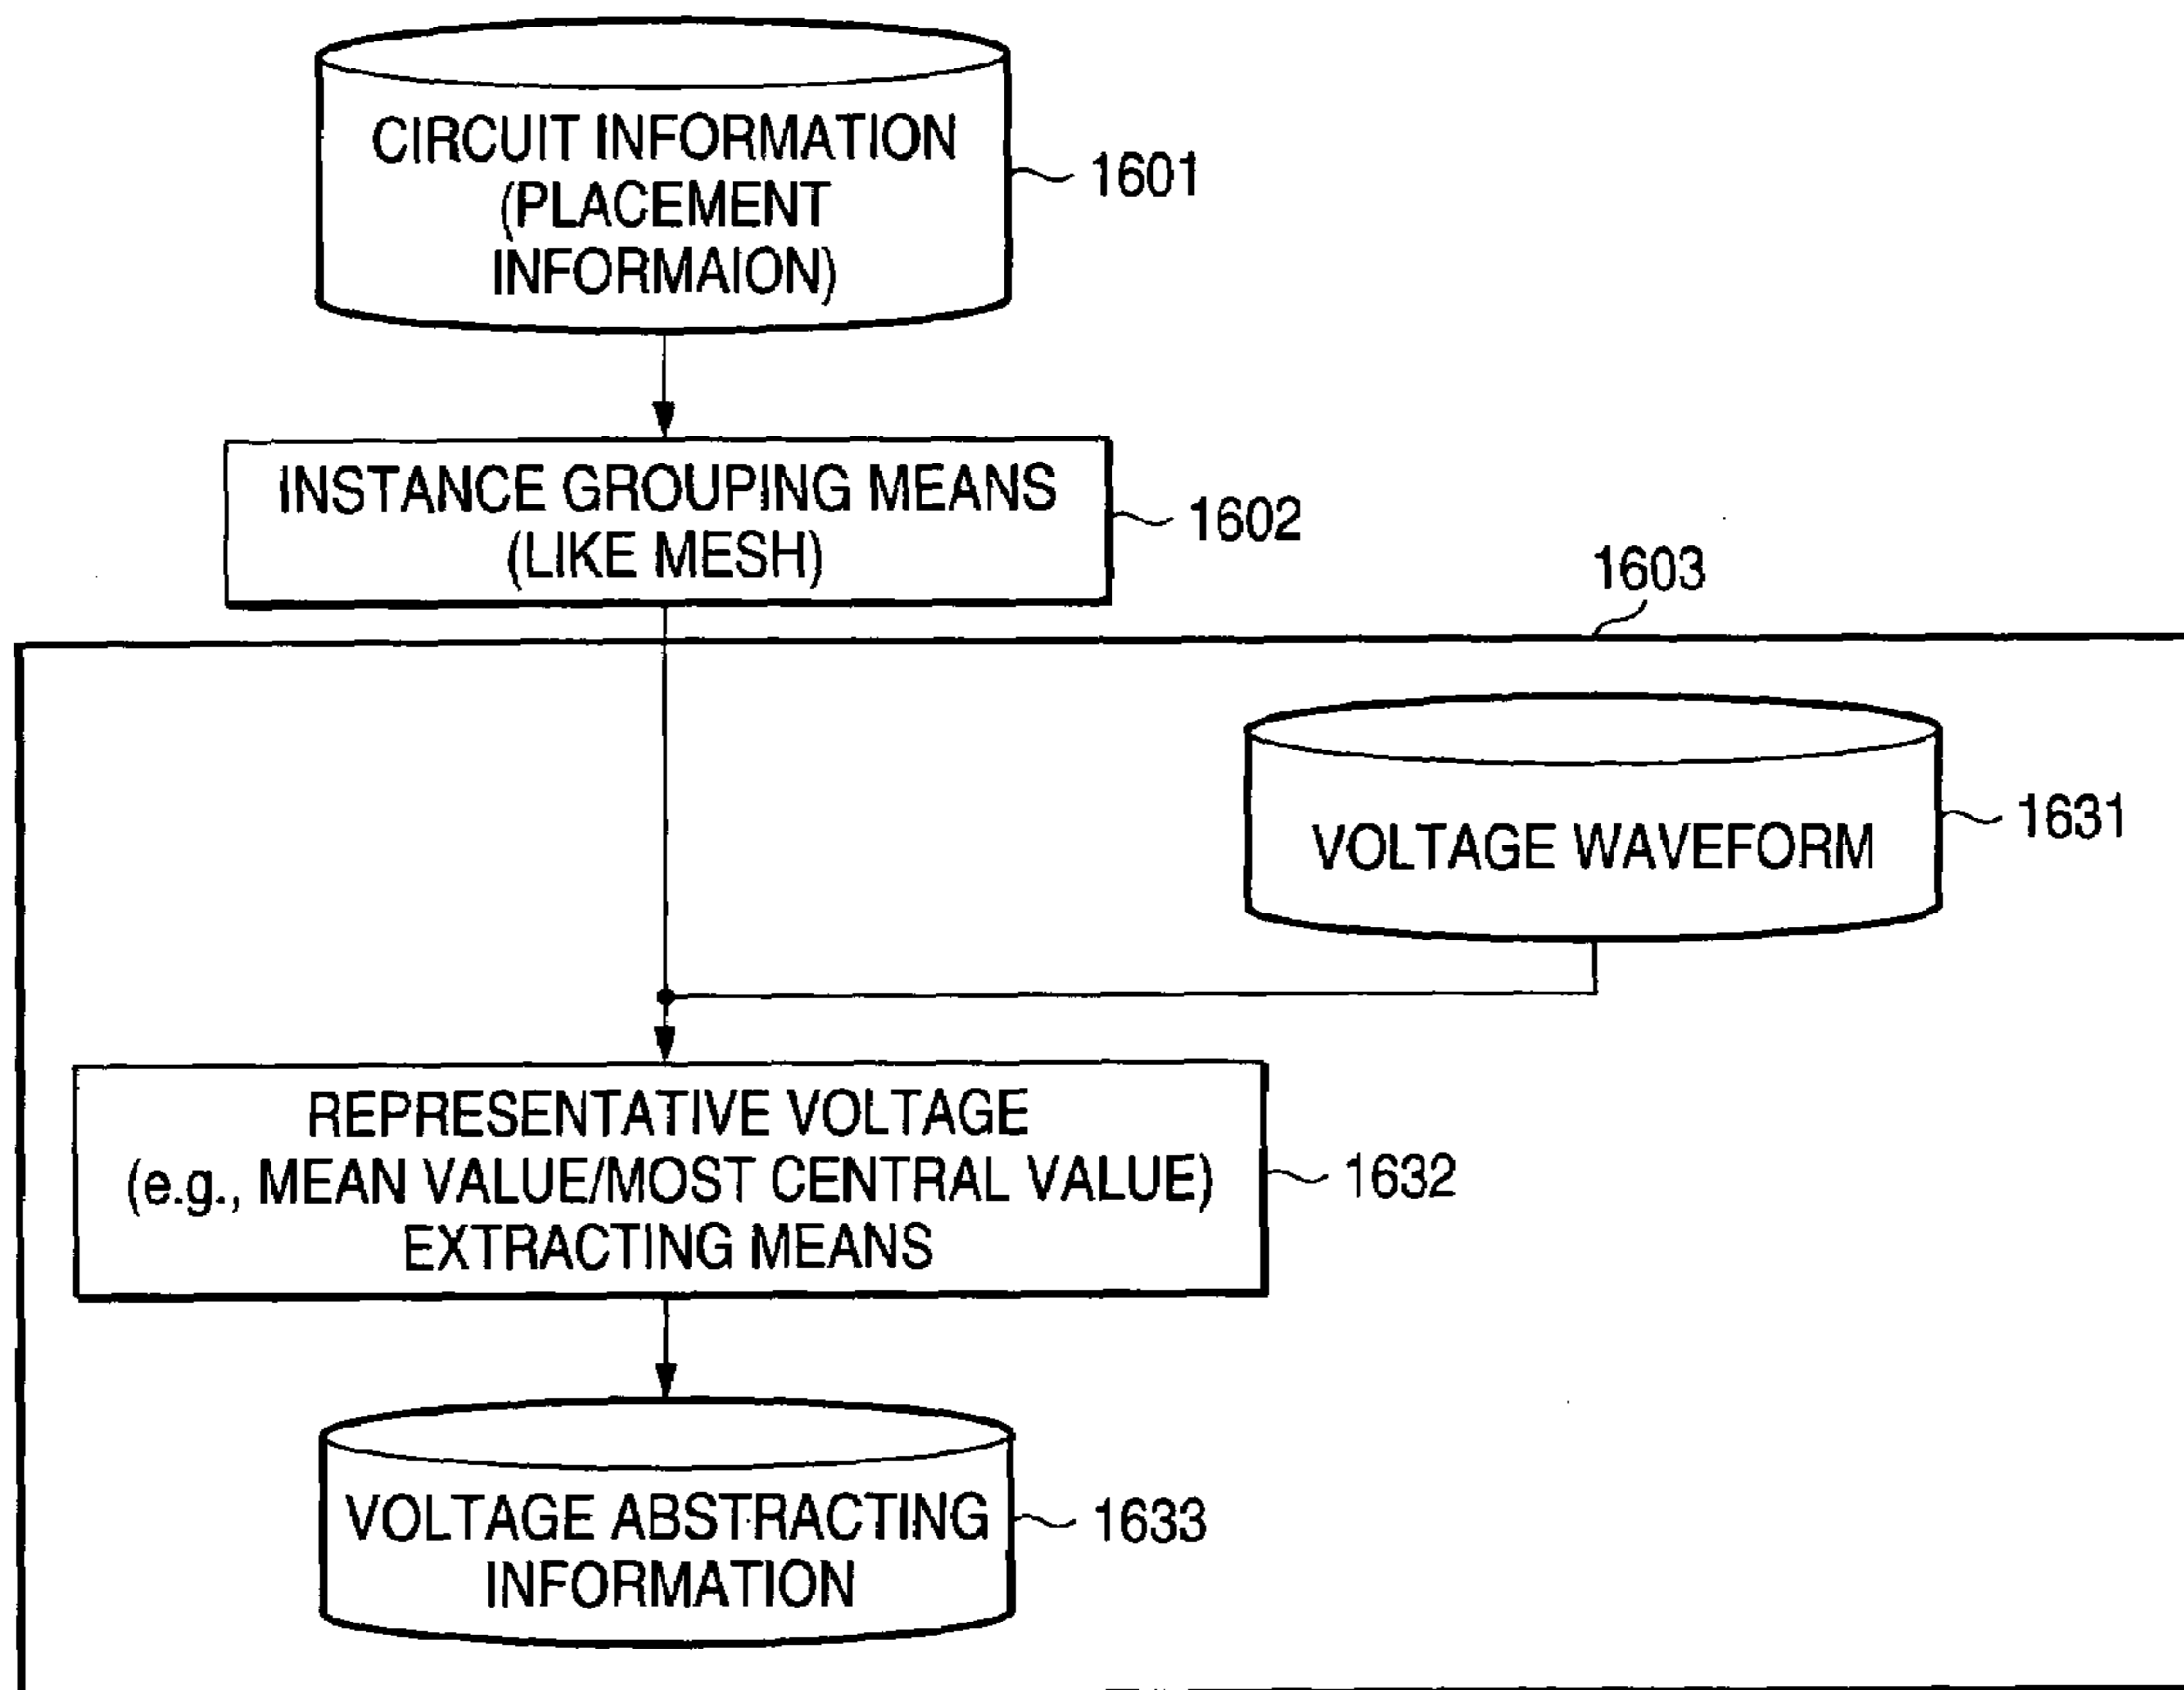 CIRCUIT INFORMATION
(PLACEMENT
INFORMAION)
1601
INSTANCE GROUPING MEANS
(LIKE MESH)
1602
1603
VOLTAGE WAVEFORM
1631
REPRESENTATIVE VOLTAGE
(e.g., MEAN VALUE/MOST CENTRAL VALUE)
EXTRACTING MEANS
1632
VOLTAGE ABSTRACTING
INFORMATION
1633